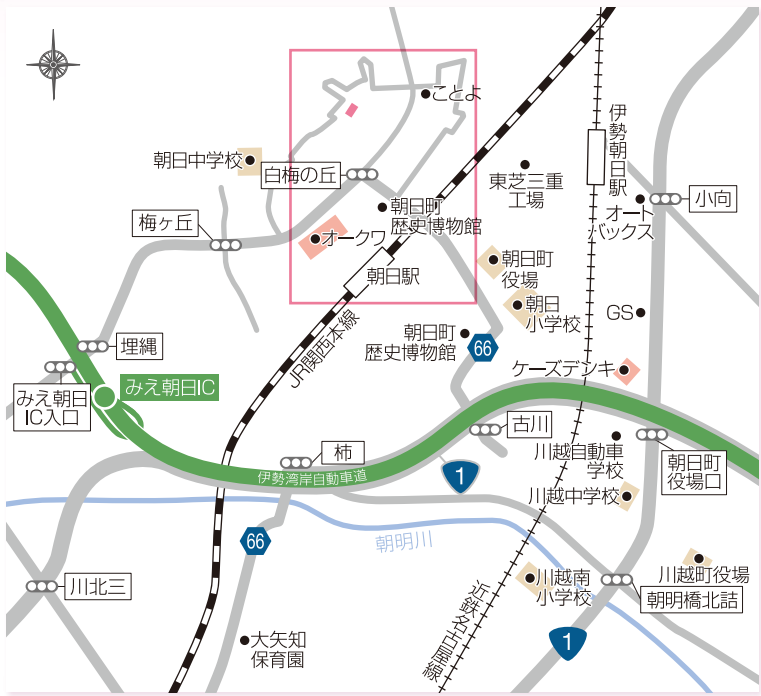 ことよ
伊勢朝日駅
朝日中学校
白梅の丘
東芝三重
工場
小向
オート
バックス
朝日町
歴史博物館
梅ヶ丘
オークワ
朝日駅
朝日町
役場
朝日
小学校
GS
JR関西本線
朝日町
歴史博物館
66
埋縄
ケーズデンキ
みえ朝日IC
みえ朝日
IC入口
古川
柿
川越自動車
学校
朝日町
役場口
伊勢湾岸自動車道
1
川越中学校
66
朝明川
川越町役場
川北三
川越南
小学校
朝明橋北詰
近鉄名古屋線
大矢知
保育園
1